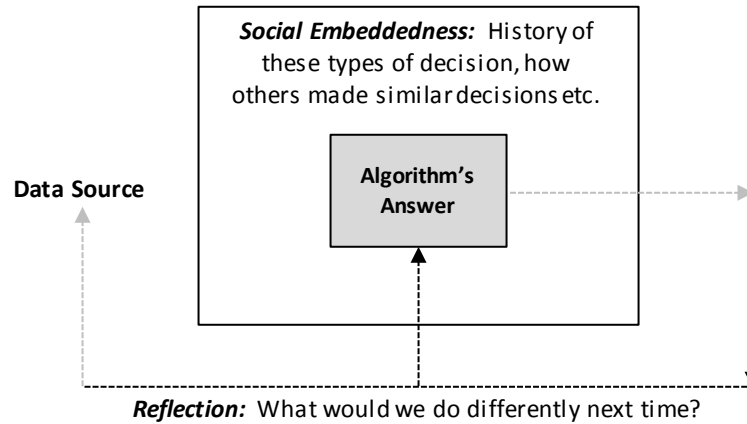 Social Embeddedness: History of
these types of decision, how
others made similar decisions etc.
Data Source
Algorithm's
Answer
Reflection: What would we do differently next time?